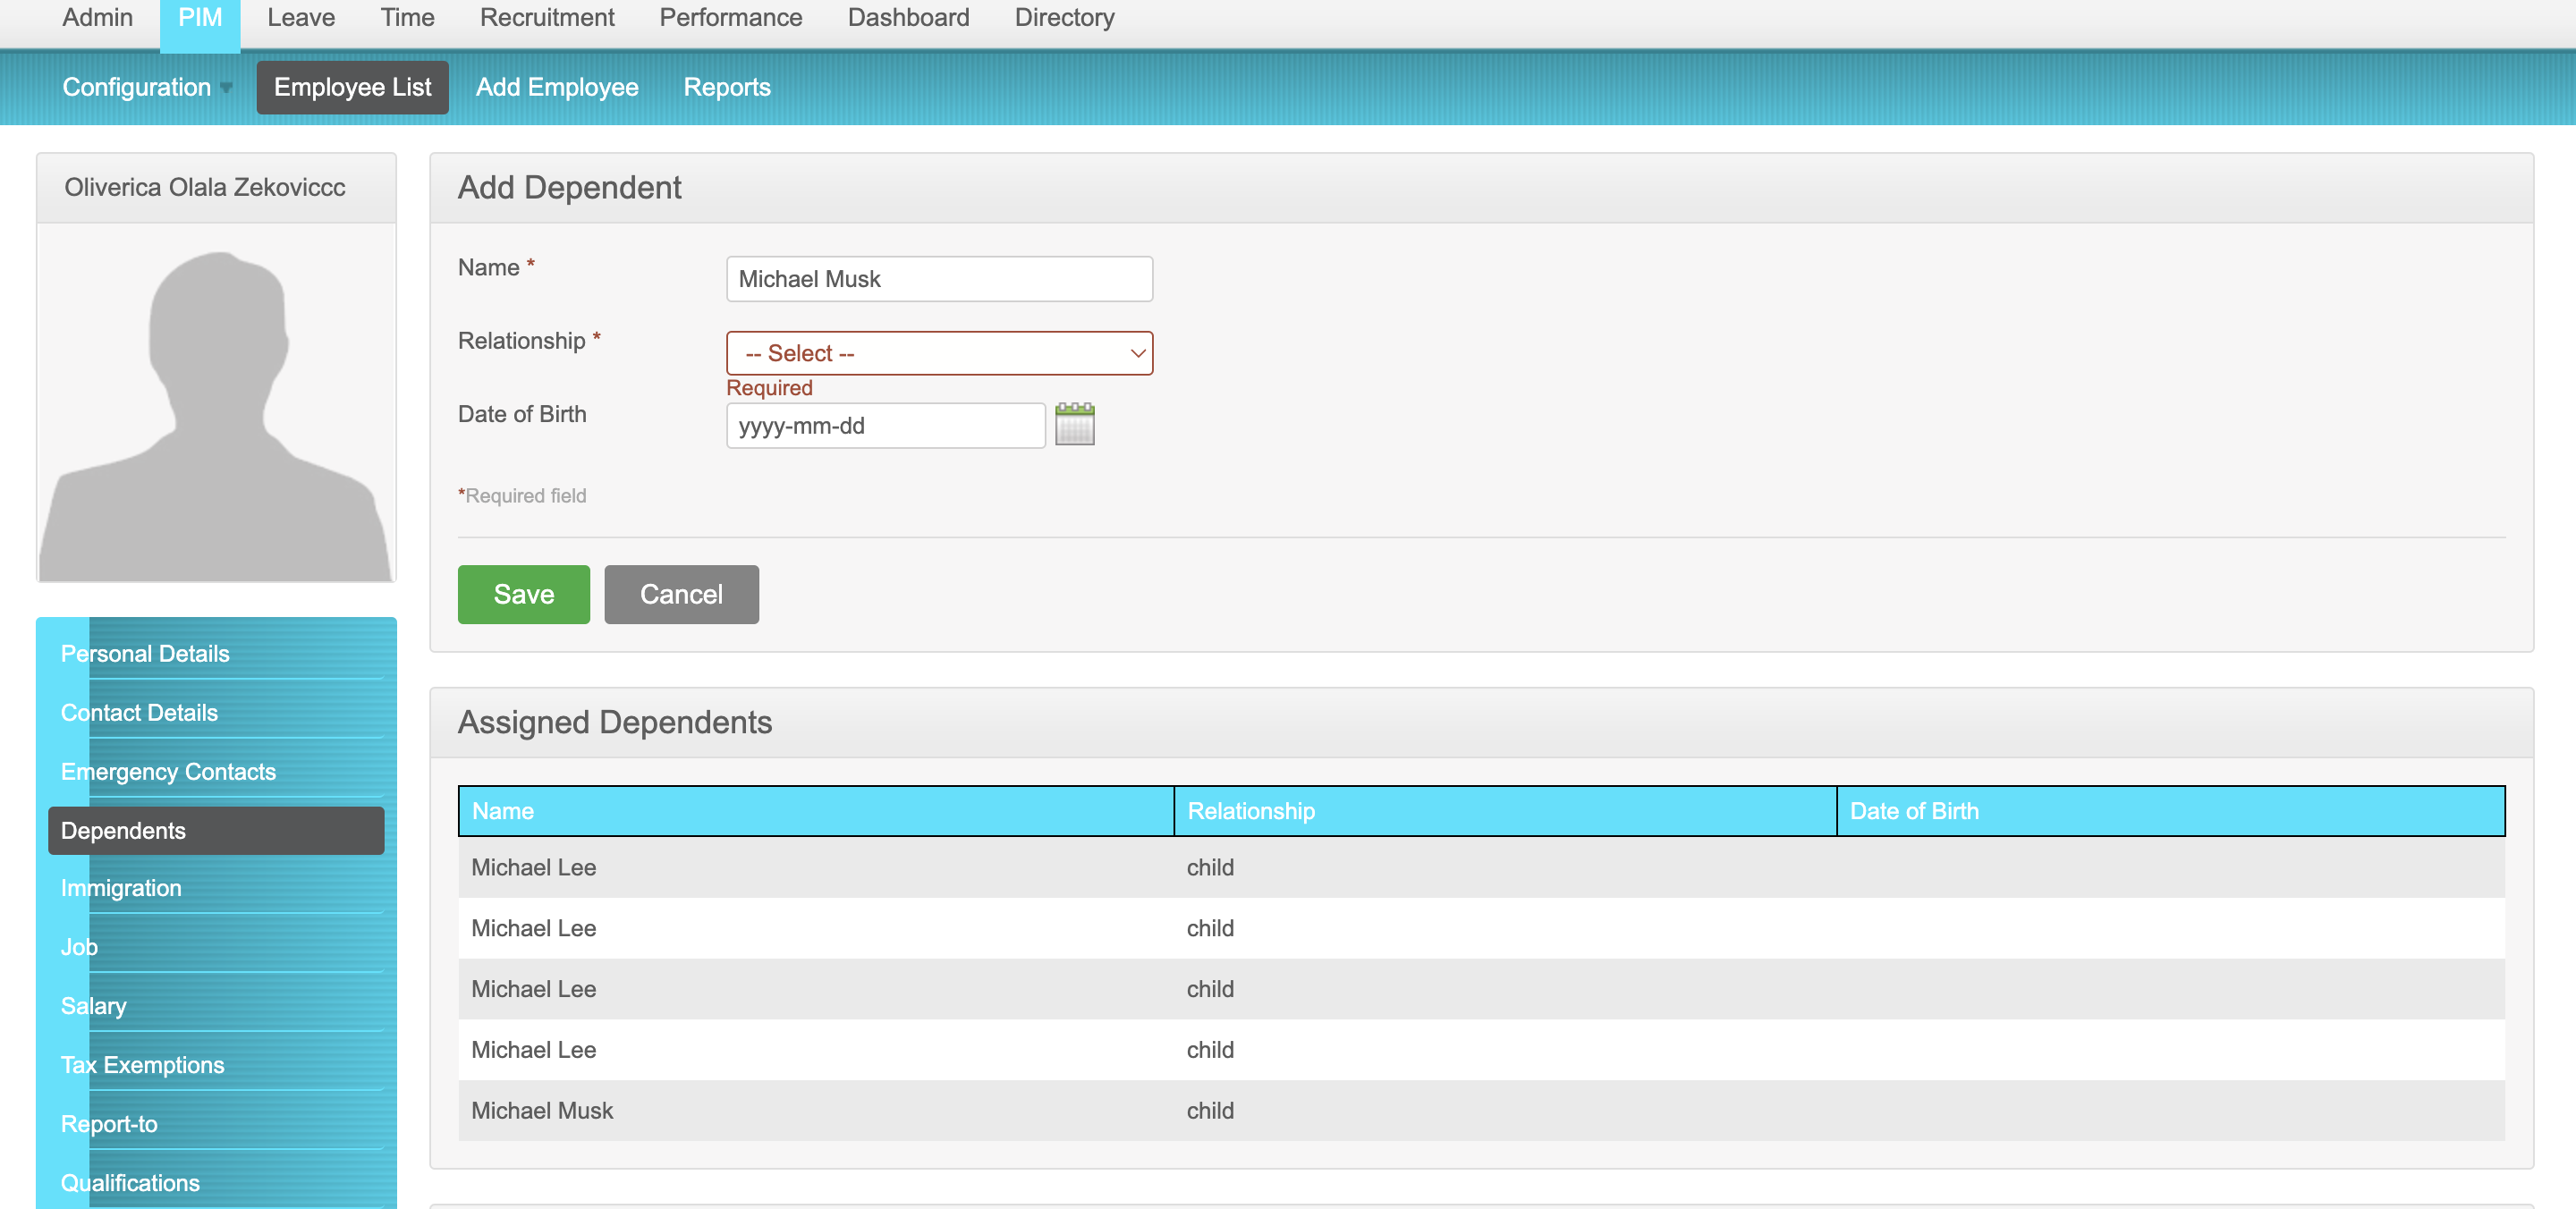 Admin PIM Leave Time Recruitment Performance Dashboard Directory
Configuration Employee List Add Employee Reports
Oliverica Olala Zekoviccc
Add Dependent
Name * Michael Musk
Relationship * -- Select --
Required
Date of Birth yyyy-mm-dd
*Required field
Save Cancel
Personal Details
Contact Details
Emergency Contacts
Dependents
Immigration
Job
Salary
Tax Exemptions
Report-to
Qualifications
Assigned Dependents
Name Relationship Date of Birth
Michael Lee child
Michael Lee child
Michael Lee child
Michael Lee child
Michael Musk child